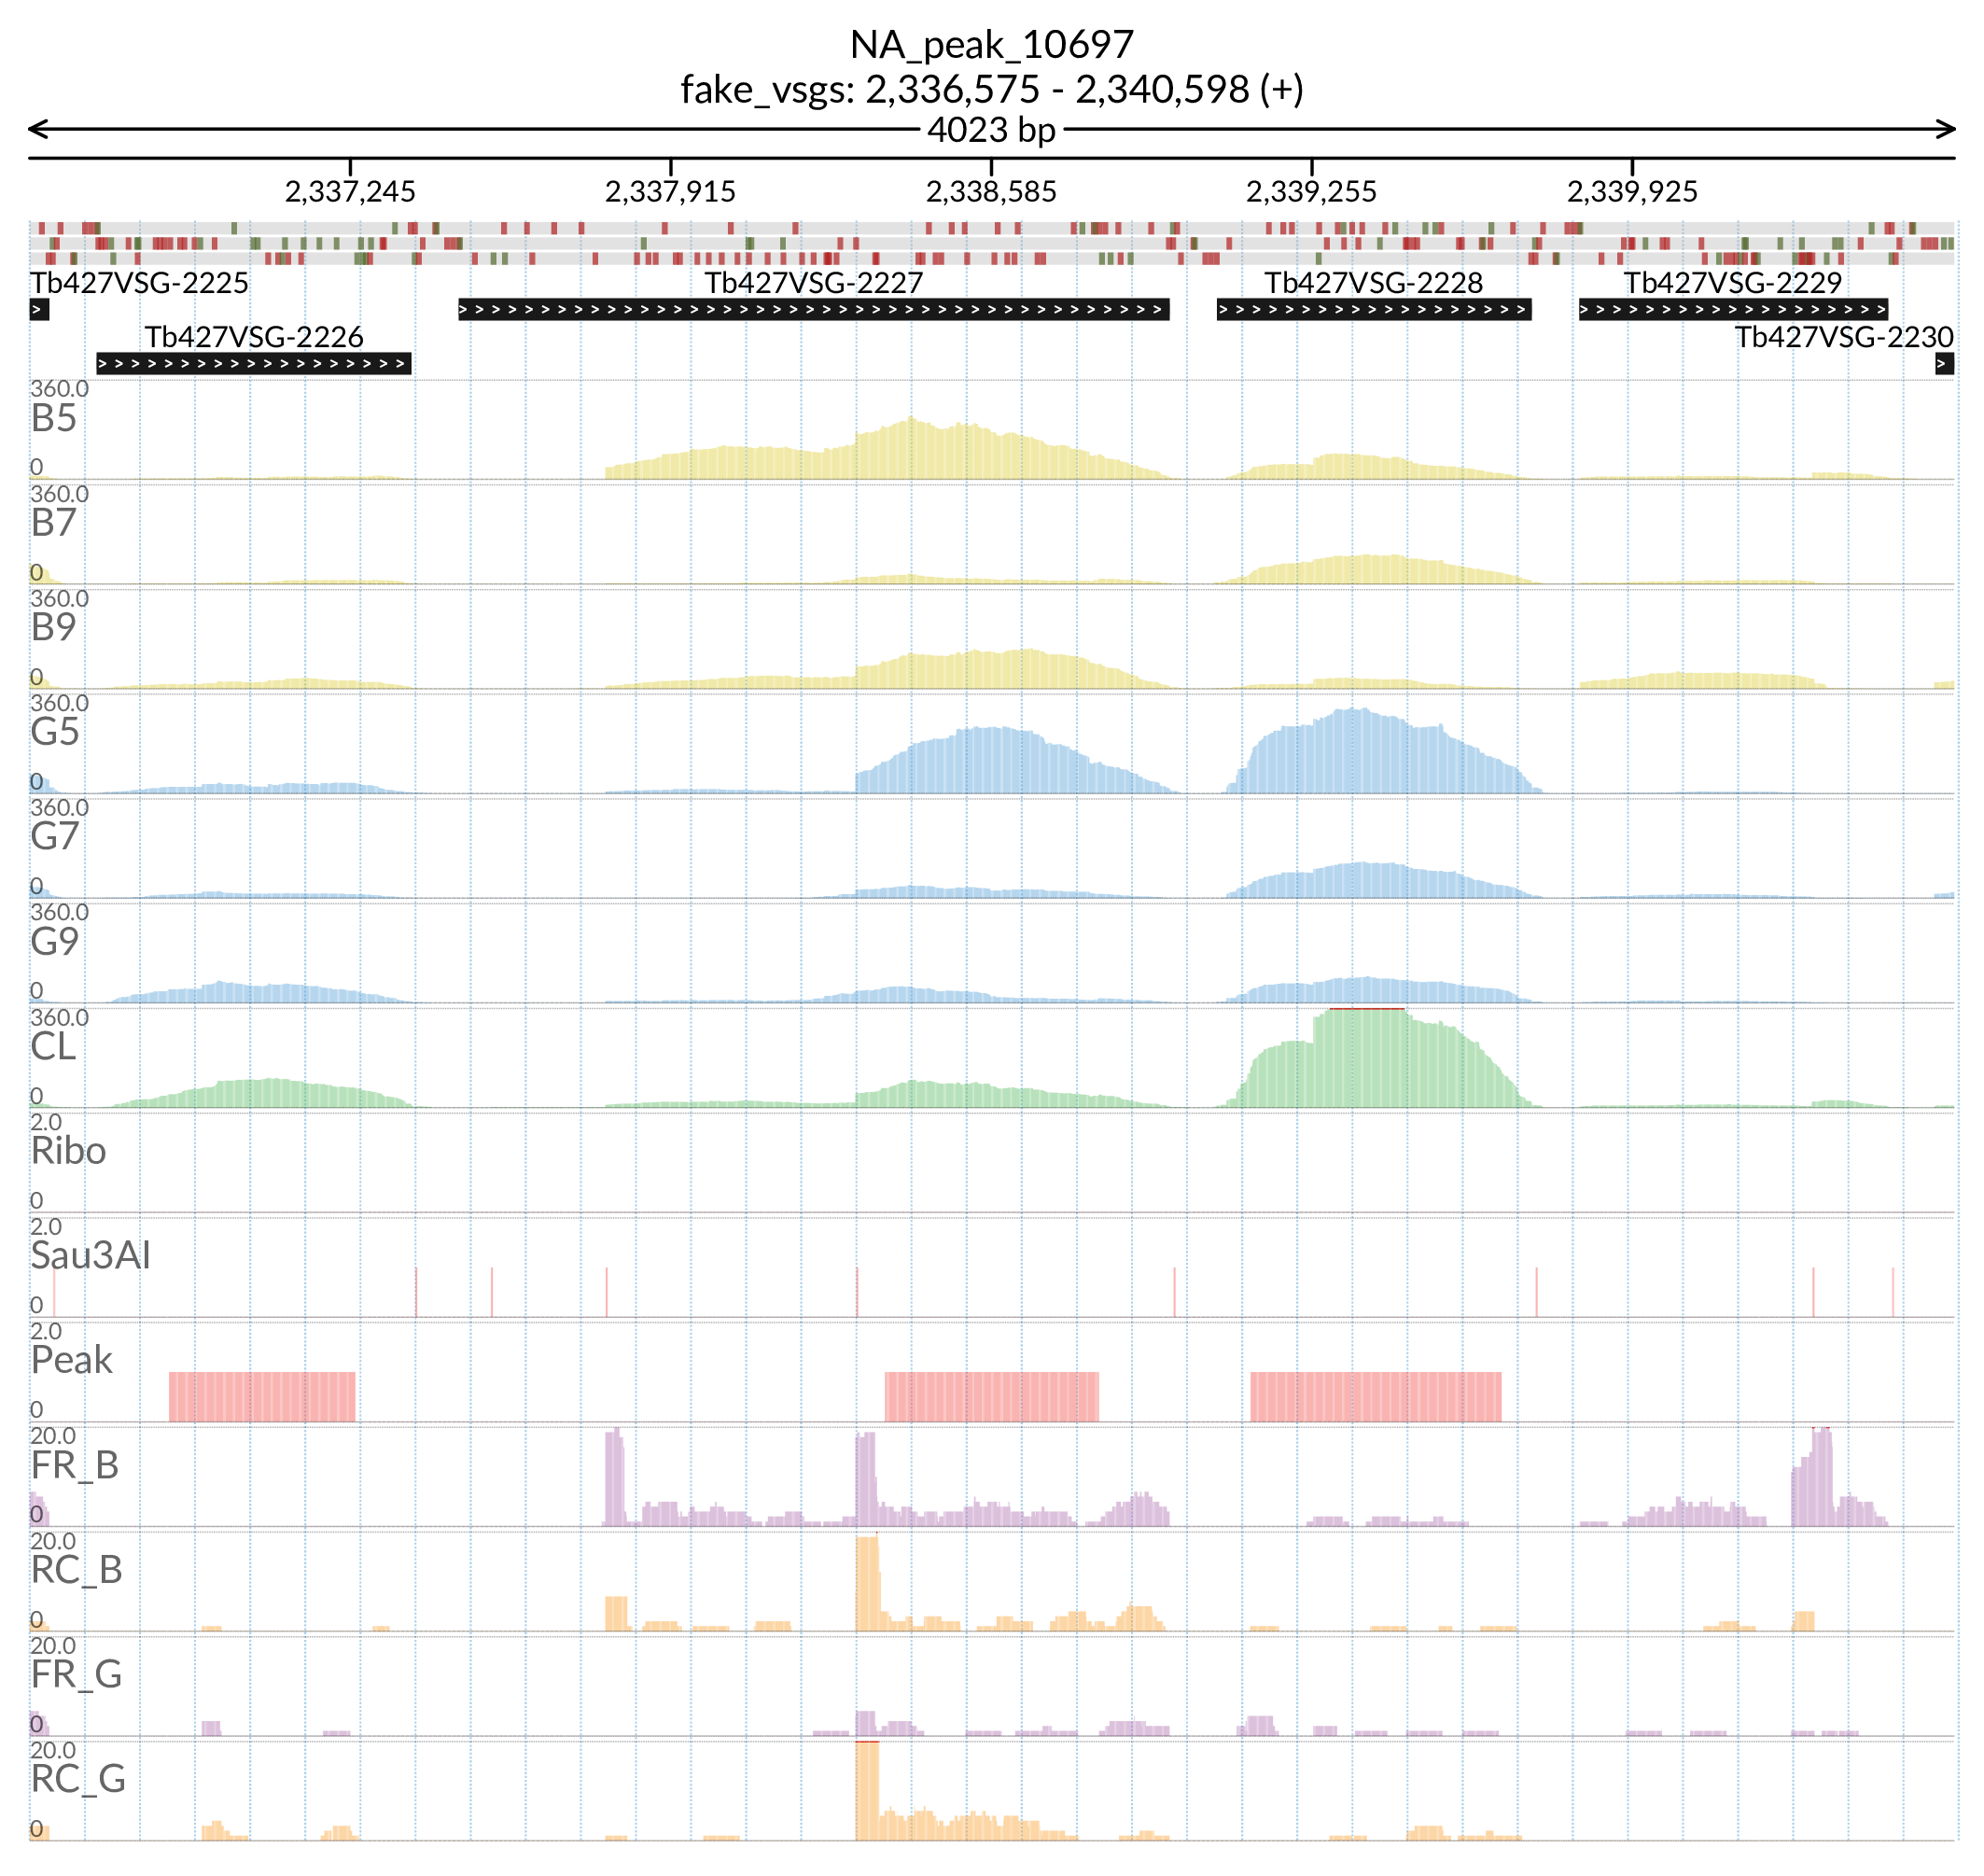 NA_peak_10697
fake_vsgs: 2,336,575 - 2,340,598 (+)
4023 bp
2,337,245 2,337,915 2,338,585 2,339,255 2,339,925
Tb427VSG-2225 Tb427VSG-2227 Tb427VSG-2228 Tb427VSG-2229
Tb427VSG-2226 Tb427VSG-2230
360.0
B5
0
360.0
B7
0
360.0
B9
0
360.0
G5
0
360.0
G7
0
360.0
G9
0
360.0
CL
0
2.0
Ribo
0
2.0
Sau3AI
0
2.0
Peak
0
20.0
FR_B
0
20.0
RC_B
0
20.0
FR_G
0
20.0
RC_G
0